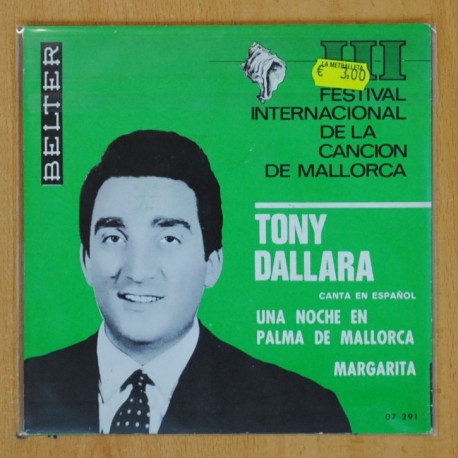 BELTER
III
LA METRALLETA
€ 3,00
FESTIVAL
INTERNACIONAL
DE LA
CANCION
DE MALLORCA
TONY
DALLARA
CANTA EN ESPAÑOL
UNA NOCHE EN
PALMA DE MALLORCA
MARGARITA
07-291